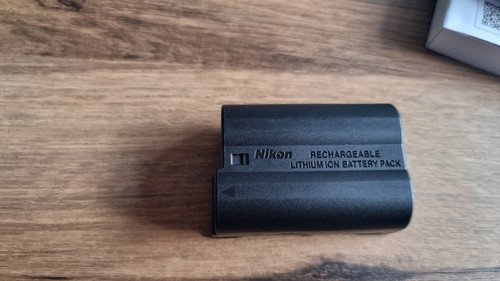 Nikon
RECHARGEABLE
LITHIUM ION BATTERY PACK